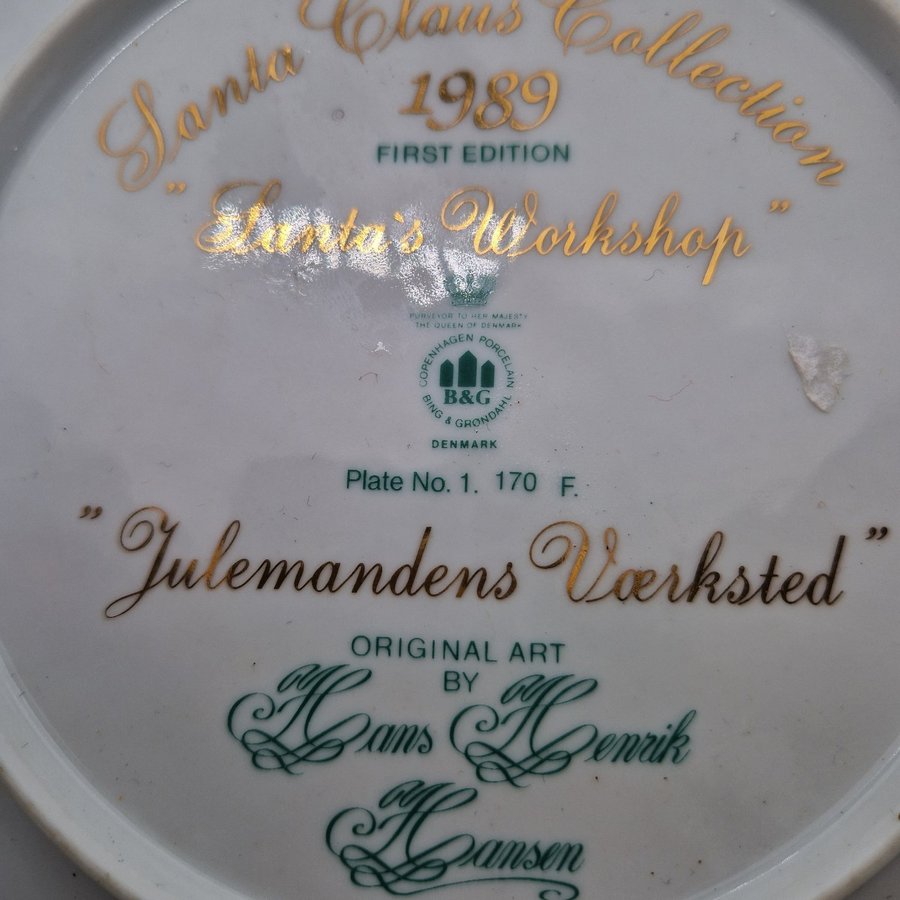 Santa Claus Collection
1989
FIRST EDITION
"Santa's Workshop"
PURVEYOR TO HER MAJESTY
THE QUEEN OF DENMARK
COPENHAGEN PORCELAIN
B&G
BING & GRØNDAHL
DENMARK
Plate No. 1. 170 F.
"Julemandens Værksted"
ORIGINAL ART
BY
Hans Henrik
Hansen